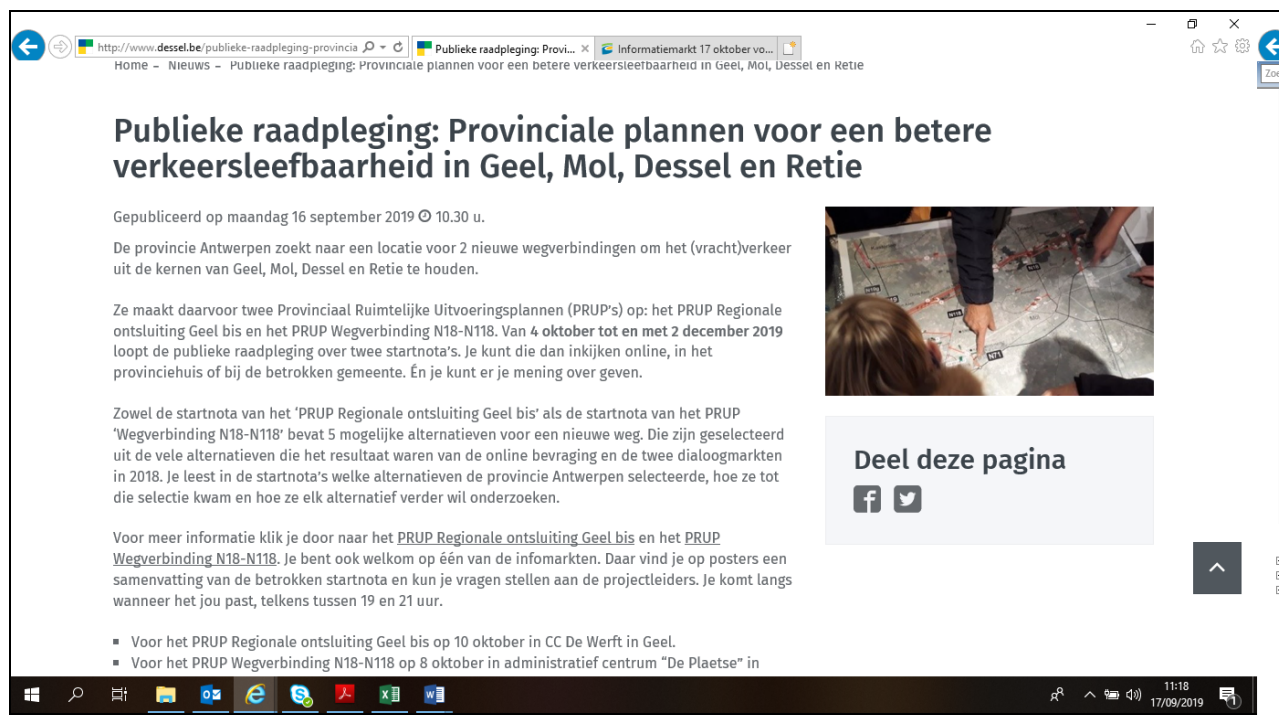 http://www.dessel.be/publieke-raadpleging-provincia
Publieke raadpleging: Provi...
Informatiemarkt 17 oktober vo...
Home – Nieuws – Publieke raadpleging: Provinciale plannen voor een betere verkeersleefbaarheid in Geel, Mol, Dessel en Retie
Zoe
Publieke raadpleging: Provinciale plannen voor een betere
verkeersleefbaarheid in Geel, Mol, Dessel en Retie
Gepubliceerd op maandag 16 september 2019 10.30 u.
De provincie Antwerpen zoekt naar een locatie voor 2 nieuwe wegverbindingen om het (vracht)verkeer
uit de kernen van Geel, Mol, Dessel en Retie te houden.
Ze maakt daarvoor twee Provinciaal Ruimtelijke Uitvoeringsplannen (PRUP's) op: het PRUP Regionale
ontsluiting Geel bis en het PRUP Wegverbinding N18-N118. Van 4 oktober tot en met 2 december 2019
loopt de publieke raadpleging over twee startnota's. Je kunt die dan inkijken online, in het
provinciehuis of bij de betrokken gemeente. Én je kunt er je mening over geven.
Zowel de startnota van het ‘PRUP Regionale ontsluiting Geel bis’ als de startnota van het PRUP
‘Wegverbinding N18-N118’ bevat 5 mogelijke alternatieven voor een nieuwe weg. Die zijn geselecteerd
uit de vele alternatieven die het resultaat waren van de online bevraging en de twee dialoogmarkten
in 2018. Je leest in de startnota's welke alternatieven de provincie Antwerpen selecteerde, hoe ze tot
die selectie kwam en hoe ze elk alternatief verder wil onderzoeken.
Voor meer informatie klik je door naar het PRUP Regionale ontsluiting Geel bis en het PRUP
Wegverbinding N18-N118. Je bent ook welkom op één van de infomarkten. Daar vind je op posters een
samenvatting van de betrokken startnota en kun je vragen stellen aan de projectleiders. Je komt langs
wanneer het jou past, telkens tussen 19 en 21 uur.
Voor het PRUP Regionale ontsluiting Geel bis op 10 oktober in CC De Werft in Geel.
Voor het PRUP Wegverbinding N18-N118 op 8 oktober in administratief centrum “De Plaetse” in
N118
N71
Deel deze pagina
11:18
17/09/2019